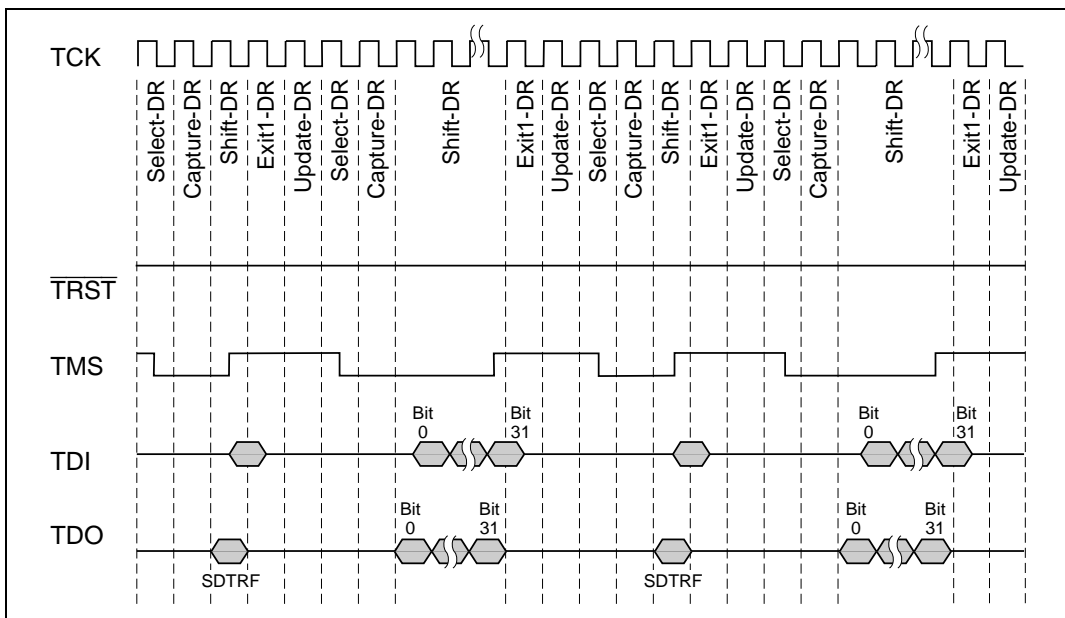 TCK
Select-DR
Capture-DR
Shift-DR
Exit1-DR
Update-DR
Select-DR
Capture-DR
Shift-DR
Exit1-DR
Update-DR
Select-DR
Capture-DR
Shift-DR
Exit1-DR
Update-DR
Select-DR
Capture-DR
Shift-DR
Exit1-DR
Update-DR
TRST
TMS
TDI
Bit
0
Bit
31
Bit
0
Bit
31
TDO
SDTRF
Bit
0
Bit
31
SDTRF
Bit
0
Bit
31